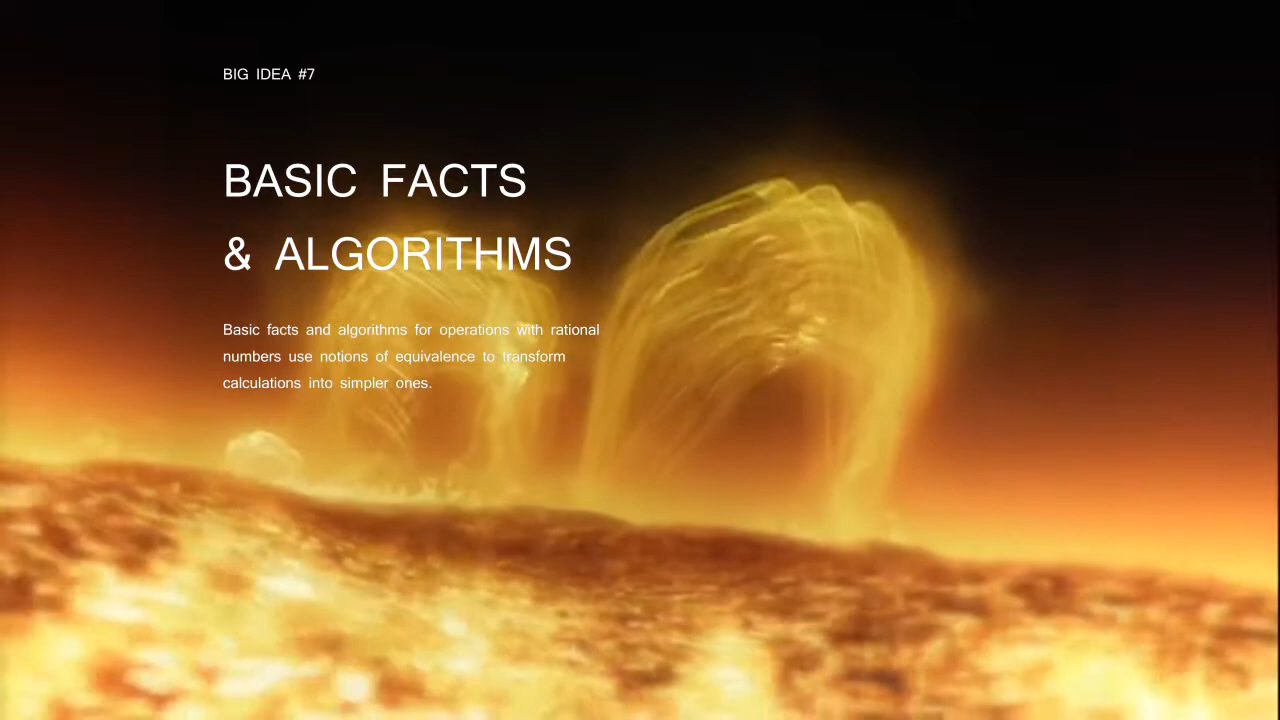 BIG IDEA #7
BASIC FACTS
& ALGORITHMS
Basic facts and algorithms for operations with rational
numbers use notions of equivalence to transform
calculations into simpler ones.